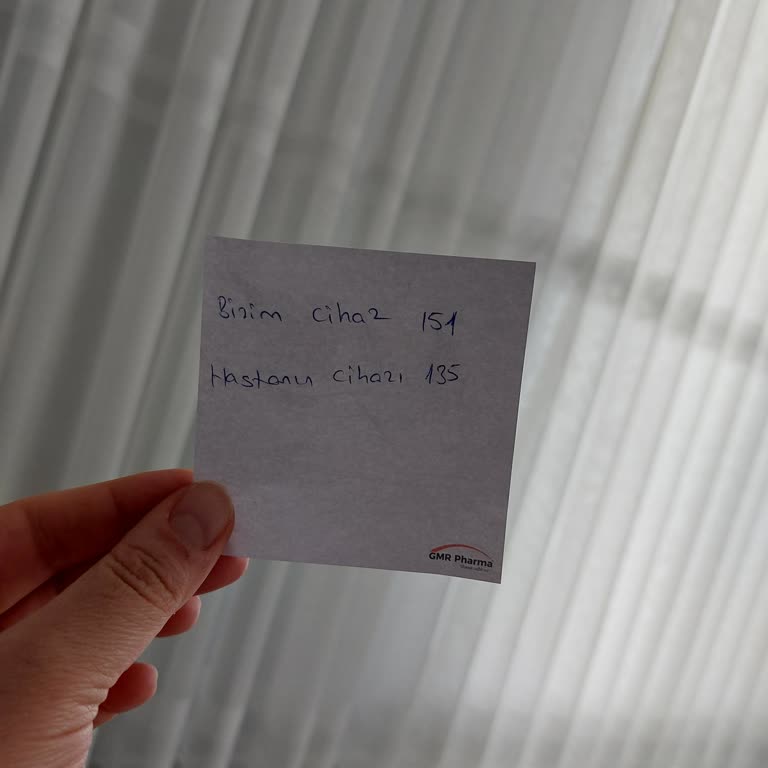 Bizim cihaz 151
Hastanın cihazı 135
GMR Pharma